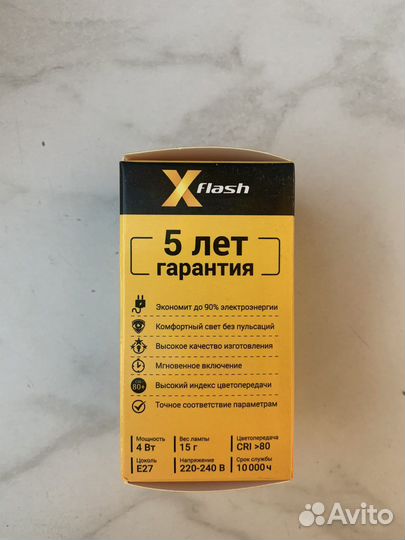 X flash
5 лет
гарантия
Экономит до 90% электроэнергии
Комфортный свет без пульсаций
Высокое качество изготовления
Мгновенное включение
80+ Высокий индекс цветопередачи
Точное соответствие параметрам
Мощность Вес лампы Цветопередача
4 Вт 15 г CRI >80
Цоколь Напряжение Срок службы
E27 220-240 В 10 000 ч
Avito